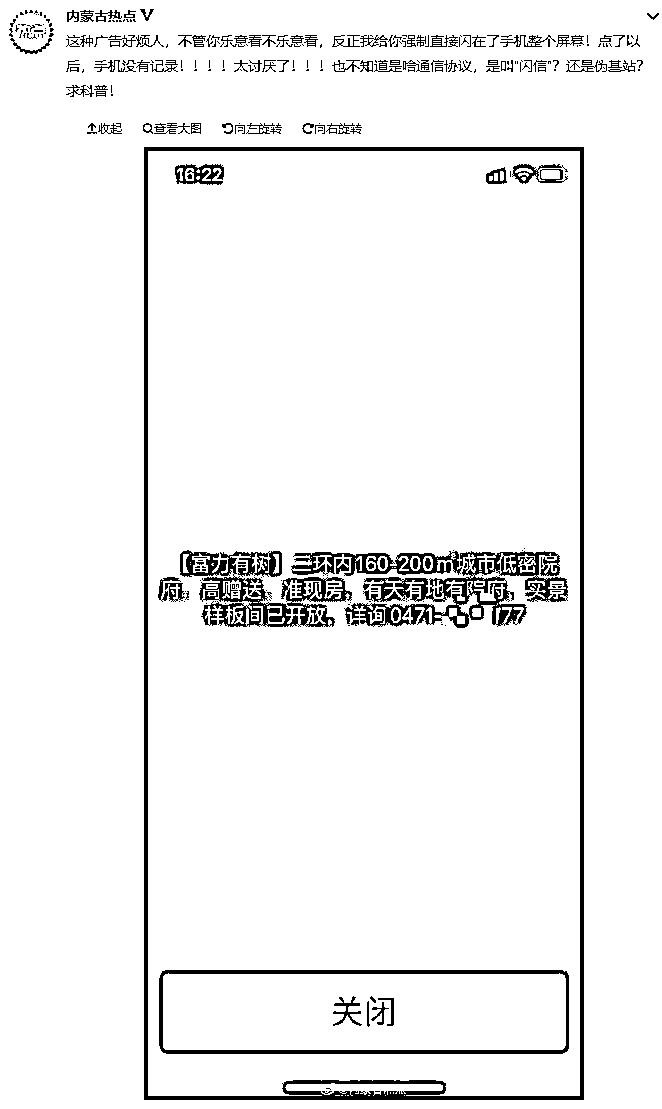 内蒙古热点
这种广告好烦人，不管你乐意看不乐意看，反正我给你强制直接闪在了手机整个屏幕！点了以
后，手机没有记录！！！！太讨厌了！！！也不知道是啥通信协议，是叫“闪信”？还是伪基站？
求科普！
收起 查看大图 向左旋转 向右旋转
16:22
【富力有树】三环内160-200㎡城市低密院
府，高赠送、准现房，有天有地有院府，实景
样板间已开放，详询0471- 177
关闭